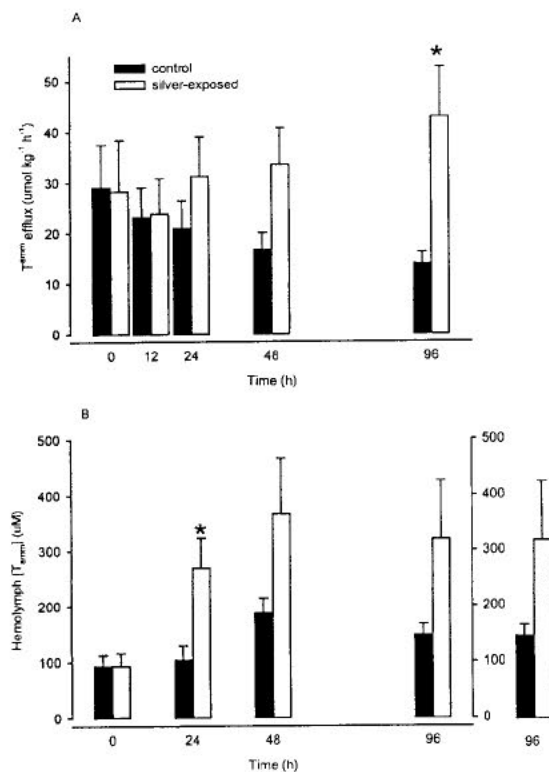 A
control
silver-exposed
*
50
40
30
20
10
0
T^amm efflux (umol kg⁻¹ h⁻¹)
0 12 24 48 96
Time (h)
B
500
400
300
200
100
0
Hemolymph [T_amm] (uM)
*
500
400
300
200
100
0
0 24 48 96 96
Time (h)